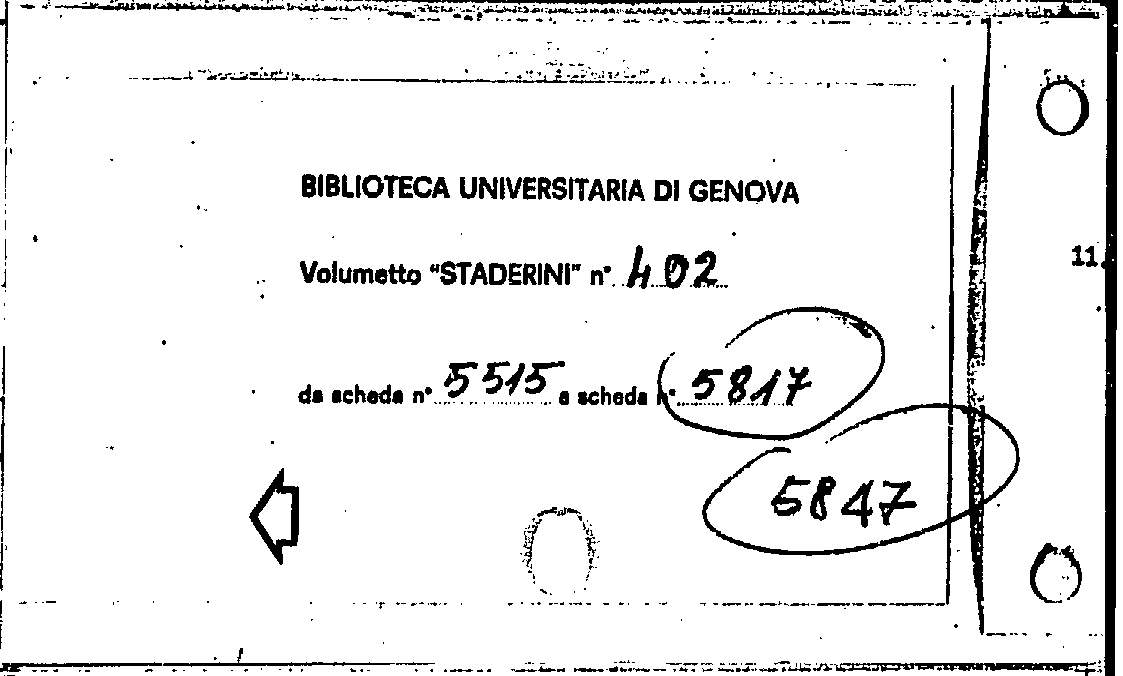 BIBLIOTECA UNIVERSITARIA DI GENOVA
Volumetto "STADERINI" n° 402
11.
da scheda n° 5515 a scheda n° 5817
5847